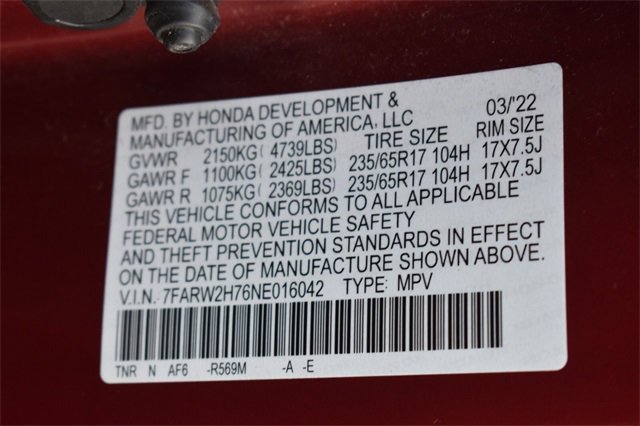 MFD. BY HONDA DEVELOPMENT & 03/'22
MANUFACTURING OF AMERICA, LLC
GVWR 2150KG( 4739LBS) TIRE SIZE RIM SIZE
GAWR F 1100KG( 2425LBS) 235/65R17 104H 17X7.5J
GAWR R 1075KG( 2369LBS) 235/65R17 104H 17X7.5J
THIS VEHICLE CONFORMS TO ALL APPLICABLE
FEDERAL MOTOR VEHICLE SAFETY
AND THEFT PREVENTION STANDARDS IN EFFECT
ON THE DATE OF MANUFACTURE SHOWN ABOVE.
V.I.N. 7FARW2H76NE016042 TYPE: MPV
TNR N AF6 -R569M -A -E